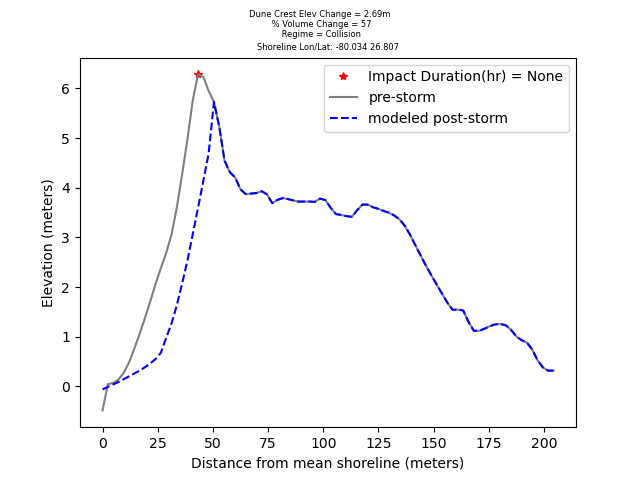 Dune Crest Elev Change = 2.69m
% Volume Change = 57
Regime = Collision
Shoreline Lon/Lat: -80.034 26.807
Impact Duration(hr) = None
pre-storm
modeled post-storm
Elevation (meters)
6
5
4
3
2
1
0
0 25 50 75 100 125 150 175 200
Distance from mean shoreline (meters)